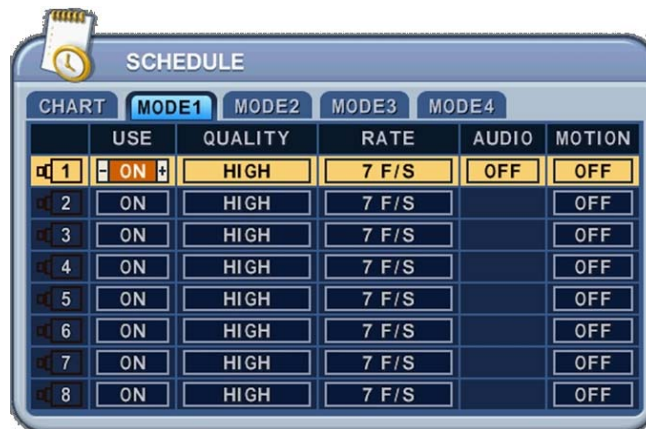 SCHEDULE
CHART MODE1 MODE2 MODE3 MODE4
USE QUALITY RATE AUDIO MOTION
1 - ON + HIGH 7 F/S OFF OFF
2 ON HIGH 7 F/S OFF
3 ON HIGH 7 F/S OFF
4 ON HIGH 7 F/S OFF
5 ON HIGH 7 F/S OFF
6 ON HIGH 7 F/S OFF
7 ON HIGH 7 F/S OFF
8 ON HIGH 7 F/S OFF